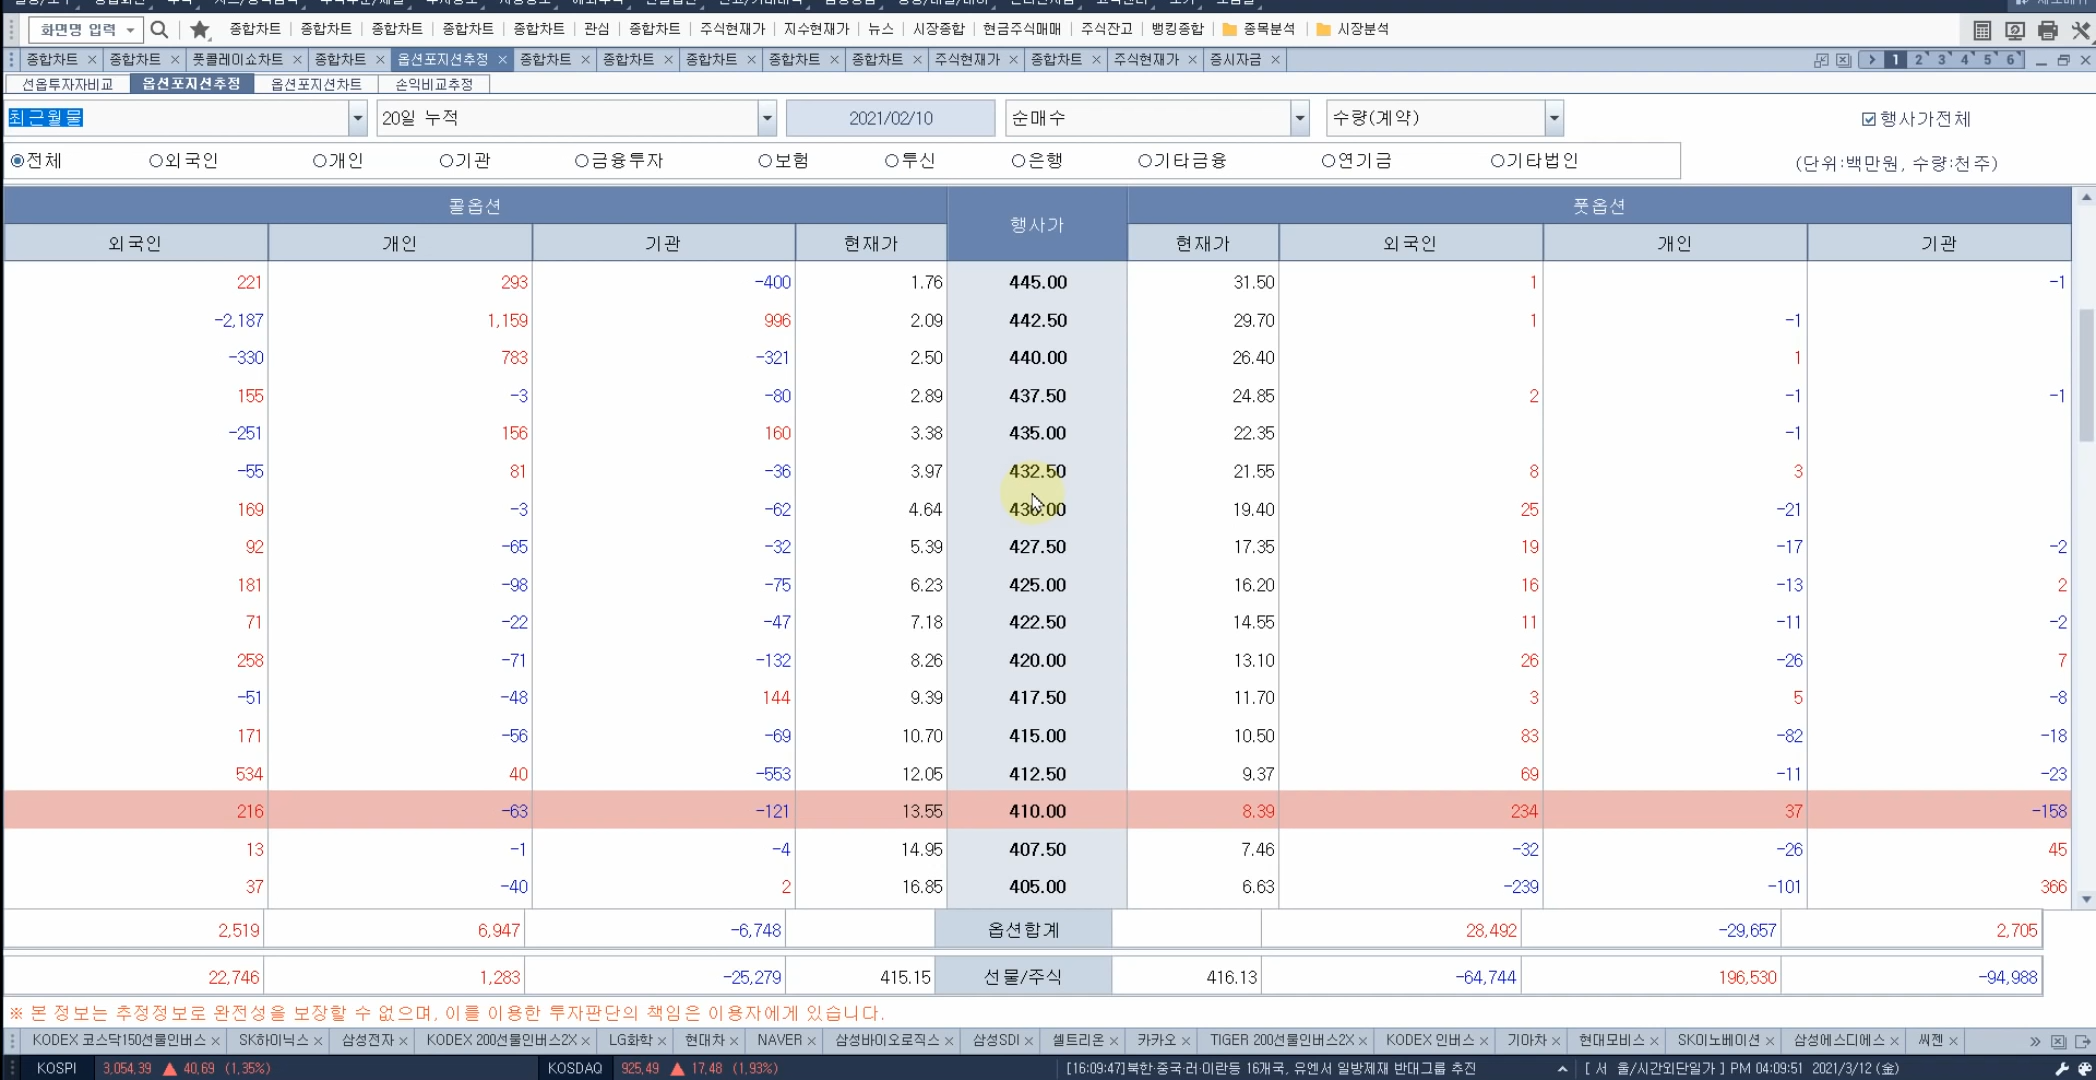 화면명 입력 종합차트 종합차트 종합차트 종합차트 종합차트 관심 종합차트 주식현재가 지수현재가 뉴스 시장종합 현금주식매매 주식잔고 뱅킹종합 종목분석 시장분석
종합차트 × 종합차트 × 풋콜레이쇼차트 × 종합차트 × 옵션포지션추정 × 종합차트 × 종합차트 × 종합차트 × 종합차트 × 종합차트 × 주식현재가 × 종합차트 × 주식현재가 × 증시자금 × 1 2 3 4 5 6
선옵투자자비교 옵션포지션추정 옵션포지션차트 손익비교추정
최근월물 20일 누적 2021/02/10 순매수 수량(계약) 행사가전체
전체 외국인 개인 기관 금융투자 보험 투신 은행 기타금융 연기금 기타법인 (단위:백만원, 수량:천주)
콜옵션 행사가 풋옵션
외국인 개인 기관 현재가 현재가 외국인 개인 기관
221 293 -400 1.76 445.00 31.50 1 -1
-2,187 1,159 996 2.09 442.50 29.70 1 -1
-330 783 -321 2.50 440.00 26.40 1
155 -3 -80 2.89 437.50 24.85 2 -1 -1
-251 156 160 3.38 435.00 22.35 -1
-55 81 -36 3.97 432.50 21.55 8 3
169 -3 -62 4.64 430.00 19.40 25 -21
92 -65 -32 5.39 427.50 17.35 19 -17 -2
181 -98 -75 6.23 425.00 16.20 16 -13 2
71 -22 -47 7.18 422.50 14.55 11 -11 -2
258 -71 -132 8.26 420.00 13.10 26 -26 7
-51 -48 144 9.39 417.50 11.70 3 5 -8
171 -56 -69 10.70 415.00 10.50 83 -82 -18
534 40 -553 12.05 412.50 9.37 69 -11 -23
216 -63 -121 13.55 410.00 8.39 234 37 -158
13 -1 -4 14.95 407.50 7.46 -32 -26 45
37 -40 2 16.85 405.00 6.63 -239 -101 366
2,519 6,947 -6,748 옵션합계 28,492 -29,657 2,705
22,746 1,283 -25,279 415.15 선물/주식 416.13 -64,744 196,530 -94,988
※ 본 정보는 추정정보로 완전성을 보장할 수 없으며, 이를 이용한 투자판단의 책임은 이용자에게 있습니다.
KODEX 코스닥150선물인버스 × SK하이닉스 × 삼성전자 × KODEX 200선물인버스2X × LG화학 × 현대차 × NAVER × 삼성바이오로직스 × 삼성SDI × 셀트리온 × 카카오 × TIGER 200선물인버스2X × KODEX 인버스 × 기아차 × 현대모비스 × SK이노베이션 × 삼성에스디에스 × 씨젠 ×
KOSPI 3,054,39 ▲ 40,69 (1,35%) KOSDAQ 925,49 ▲ 17,48 (1,93%) [16:09:47]북한·중국·러·이란등 16개국, 유엔서 일방제재 반대그룹 추진 [ 서 울/시간외단일가 ] PM 04:09:51 2021/3/12 (金)